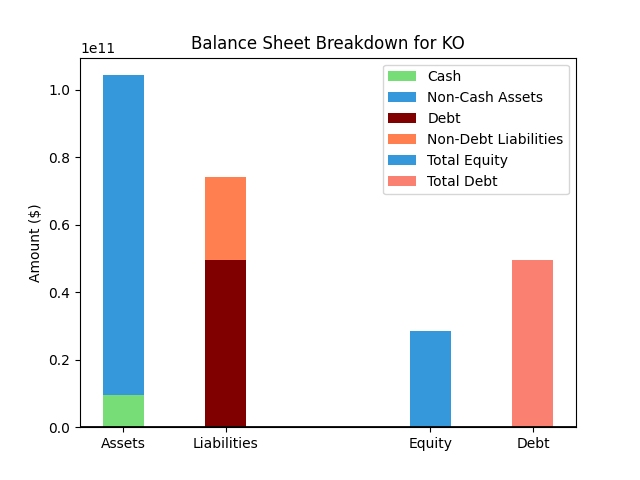 Balance Sheet Breakdown for KO
1e11
Amount ($)
1.0
0.8
0.6
0.4
0.2
0.0
Cash
Non-Cash Assets
Debt
Non-Debt Liabilities
Total Equity
Total Debt
Assets
Liabilities
Equity
Debt